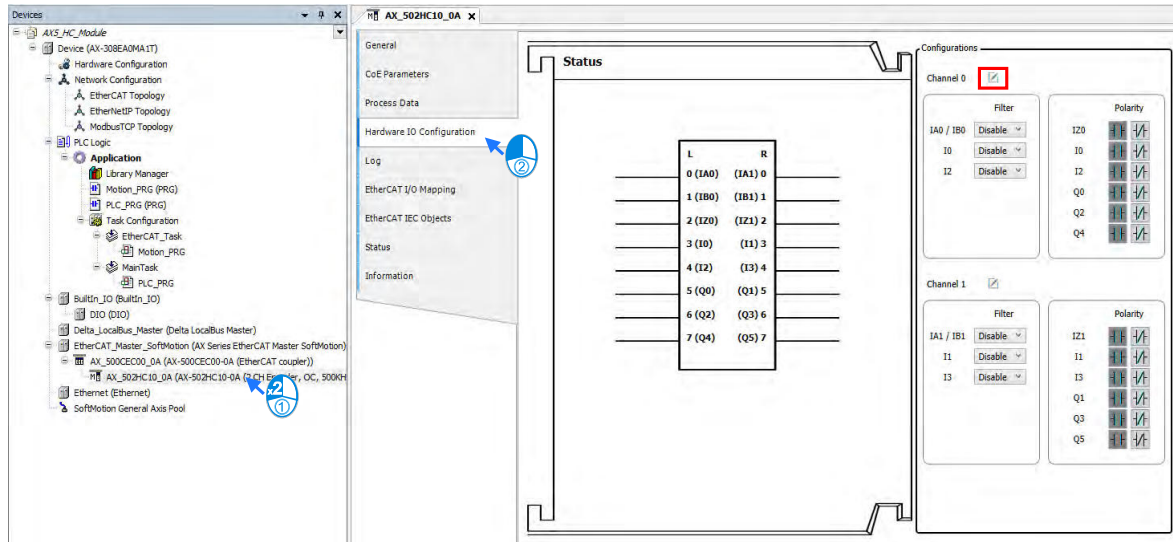 Devices
AX5_HC_Module
Device (AX-308EA0MA1T)
Hardware Configuration
Network Configuration
EtherCAT Topology
EtherNetIP Topology
ModbusTCP Topology
PLC Logic
Application
Library Manager
Motion_PRG (PRG)
PLC_PRG (PRG)
Task Configuration
EtherCAT_Task
Motion_PRG
MainTask
PLC_PRG
BuiltIn_IO (BuiltIn_IO)
DIO (DIO)
Delta_LocalBus_Master (Delta LocalBus Master)
EtherCAT_Master_SoftMotion (AX Series EtherCAT Master SoftMotion)
AX_500CEC00_0A (AX-500CEC00-0A (EtherCAT coupler))
AX_502HC10_0A (AX-502HC10-0A (2 CH , OC, 500KH
x2
①
Ethernet (Ethernet)
SoftMotion General Axis Pool
AX_502HC10_0A
General
CoE Parameters
Process Data
Hardware IO Configuration
②
Log
EtherCAT I/O Mapping
EtherCAT IEC Objects
Status
Information
Status
L R
0 (IA0) (IA1) 0
1 (IB0) (IB1) 1
2 (IZ0) (IZ1) 2
3 (I0) (I1) 3
4 (I2) (I3) 4
5 (Q0) (Q1) 5
6 (Q2) (Q3) 6
7 (Q4) (Q5) 7
Configurations
Channel 0
Filter
IA0 / IB0 Disable
I0 Disable
I2 Disable
Polarity
IZ0
I0
I2
Q0
Q2
Q4
Channel 1
Filter
IA1 / IB1 Disable
I1 Disable
I3 Disable
Polarity
IZ1
I1
I3
Q1
Q3
Q5